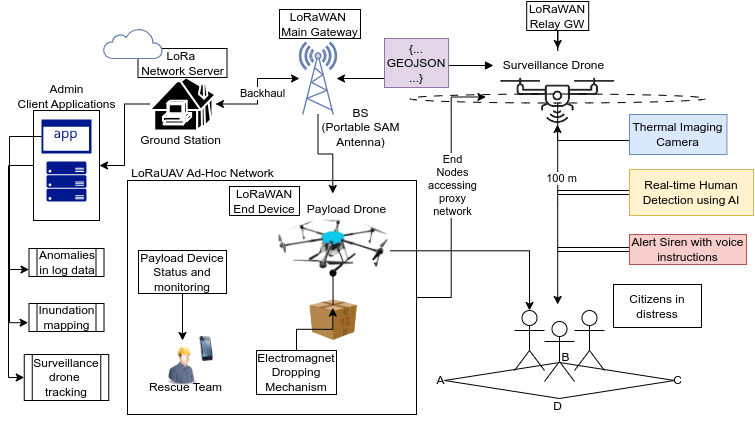 LoRaWAN
Main Gateway
LoRaWAN
Relay GW
LoRa
Network Server
{...
GEOJSON
...}
Surveillance Drone
Admin
Client Applications
app
Backhaul
Ground Station
BS
(Portable SAM
Antenna)
Thermal Imaging
Camera
End
Nodes
accessing
proxy
network
100 m
Real-time Human
Detection using AI
LoRaUAV Ad-Hoc Network
LoRaWAN
End Device
Payload Drone
Payload Device
Status and
monitoring
Alert Siren with voice
instructions
Anomalies
in log data
Citizens in
distress
Inundation
mapping
Electromagnet
Dropping
Mechanism
Rescue Team
Surveillance
drone
tracking
A
B
C
D